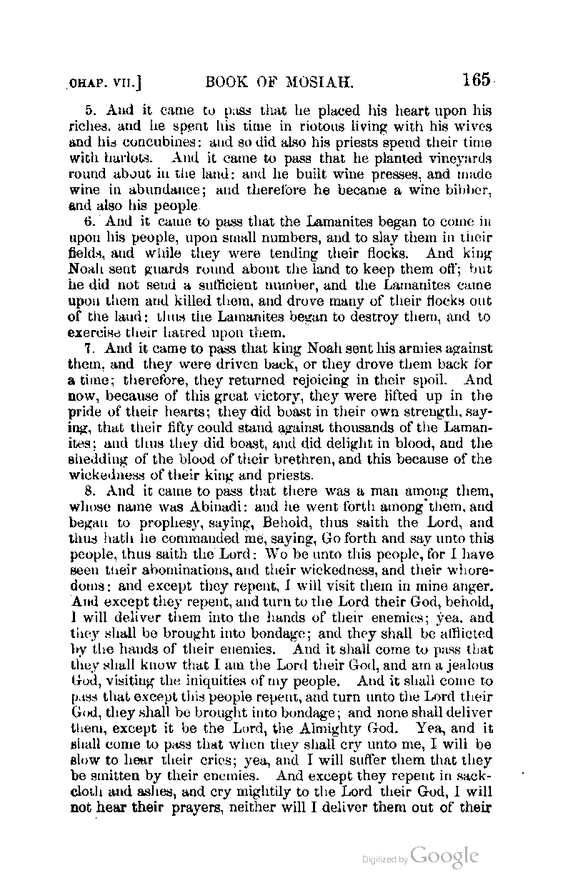 CHAP. VII.] BOOK OF MOSIAH. 165
5. And it came to pass that he placed his heart upon his
riches, and he spent his time in riotous living with his wives
and his concubines: and so did also his priests spend their time
with harlots. And it came to pass that he planted vineyards
round about in the land: and he built wine presses, and made
wine in abundance; and therefore he became a wine bibber,
and also his people
6. And it came to pass that the Lamanites began to come in
upon his people, upon small numbers, and to slay them in their
fields, and while they were tending their flocks. And king
Noah sent guards round about the land to keep them off; but
he did not send a sufficient number, and the Lamanites came
upon them and killed them, and drove many of their flocks out
of the land: thus the Lamanites began to destroy them, and to
exercise their hatred upon them.
7. And it came to pass that king Noah sent his armies against
them, and they were driven back, or they drove them back for
a time; therefore, they returned rejoicing in their spoil. And
now, because of this great victory, they were lifted up in the
pride of their hearts; they did boast in their own strength, say-
ing, that their fifty could stand against thousands of the Laman-
ites; and thus they did boast, and did delight in blood, and the
shedding of the blood of their brethren, and this because of the
wickedness of their king and priests.
8. And it came to pass that there was a man among them,
whose name was Abinadi: and he went forth among them, and
began to prophesy, saying, Behold, thus saith the Lord, and
thus hath he commanded me, saying, Go forth and say unto this
people, thus saith the Lord: Wo be unto this people, for I have
seen their abominations, and their wickedness, and their whore-
doms: and except they repent, I will visit them in mine anger.
And except they repent, and turn to the Lord their God, behold,
I will deliver them into the hands of their enemies; yea, and
they shall be brought into bondage; and they shall be afflicted
by the hands of their enemies. And it shall come to pass that
they shall know that I am the Lord their God, and am a jealous
God, visiting the iniquities of my people. And it shall come to
pass that except this people repent, and turn unto the Lord their
God, they shall be brought into bondage; and none shall deliver
them, except it be the Lord, the Almighty God. Yea, and it
shall come to pass that when they shall cry unto me, I will be
slow to hear their cries; yea, and I will suffer them that they
be smitten by their enemies. And except they repent in sack-
cloth and ashes, and cry mightily to the Lord their God, I will
not hear their prayers, neither will I deliver them out of their
Digitized by Google